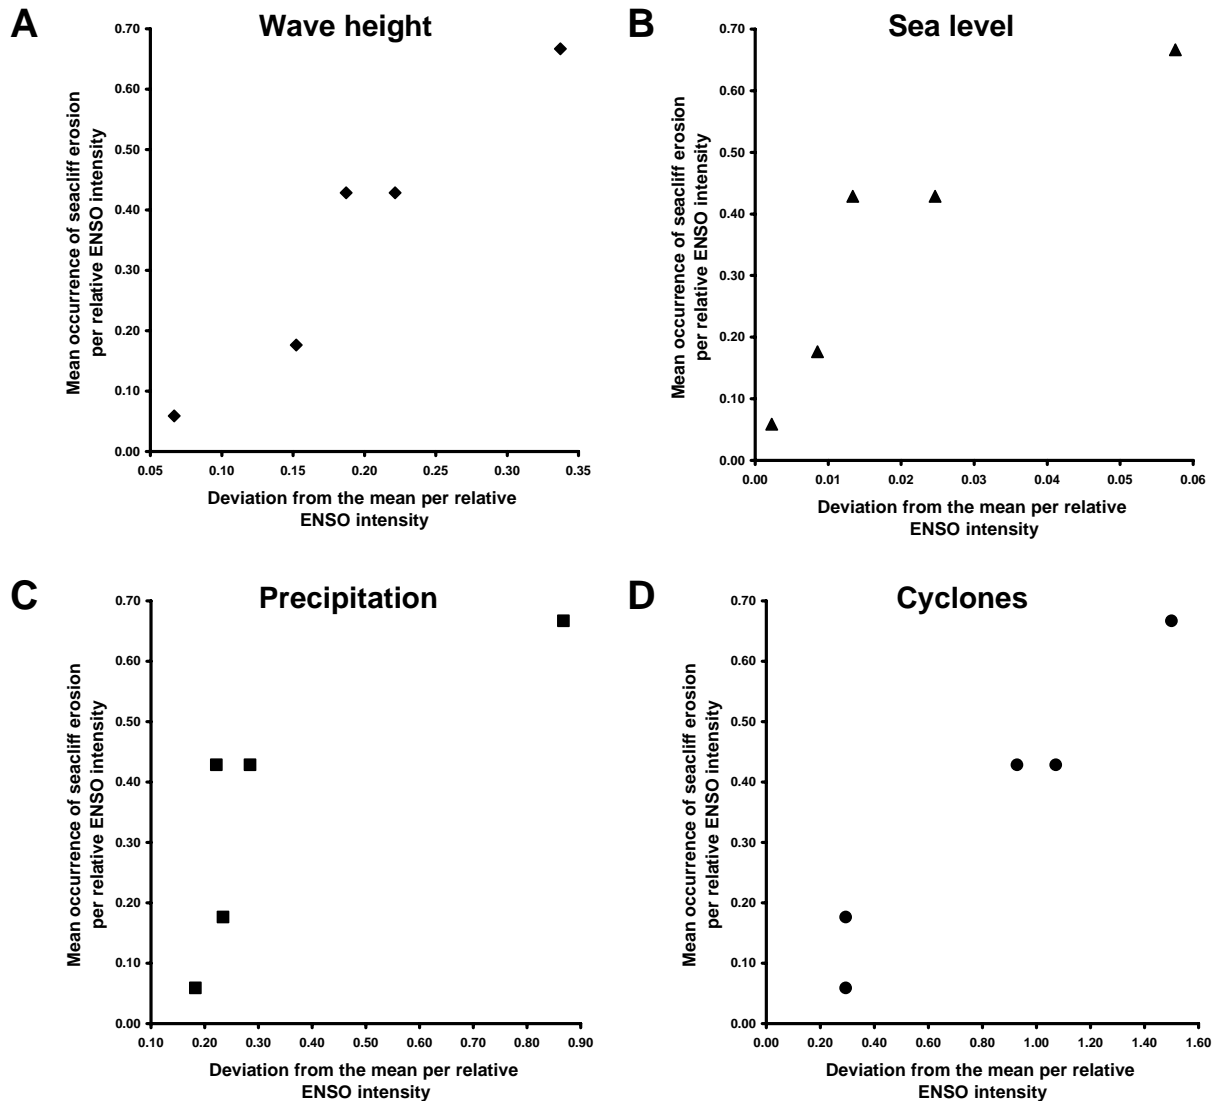 A
Wave height
0.70
0.60
0.50
0.40
0.30
0.20
0.10
0.00
Mean occurrence of seacliff erosion
per relative ENSO intensity
0.05
0.10
0.15
0.20
0.25
0.30
0.35
Deviation from the mean per relative
ENSO intensity
B
Sea level
0.70
0.60
0.50
0.40
0.30
0.20
0.10
0.00
Mean occurrence of seacliff erosion
per relative ENSO intensity
0.00
0.01
0.02
0.03
0.04
0.05
0.06
Deviation from the mean per relative
ENSO intensity
C
Precipitation
0.70
0.60
0.50
0.40
0.30
0.20
0.10
0.00
Mean occurrence of seacliff erosion
per relative ENSO intensity
0.10
0.20
0.30
0.40
0.50
0.60
0.70
0.80
0.90
Deviation from the mean per relative
ENSO intensity
D
Cyclones
0.70
0.60
0.50
0.40
0.30
0.20
0.10
0.00
Mean occurrence of seacliff erosion
per relative ENSO intensity
0.00
0.20
0.40
0.60
0.80
1.00
1.20
1.40
1.60
Deviation from the mean per relative
ENSO intensity